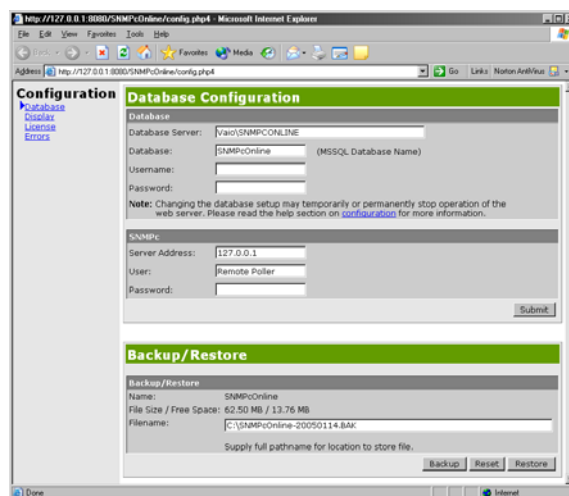 http://127.0.0.1:8080/SNMPcOnline/config.php4 - Microsoft Internet Explorer
File Edit View Favorites Tools Help
Back Favorites Media
Address http://127.0.0.1:8080/SNMPcOnline/config.php4 Go Links Norton AntiVirus
Configuration
Database
Display
License
Errors
Database Configuration
Database
Database Server: Vaio\SNMPCONLINE
Database: SNMPcOnline (MSSQL Database Name)
Username:
Password:
Note: Changing the database setup may temporarily or permanently stop operation of the
web server. Please read the help section on configuration for more information.
SNMPc
Server Address: 127.0.0.1
User: Remote Poller
Password:
Submit
Backup/Restore
Backup/Restore
Name: SNMPcOnline
File Size / Free Space: 62.50 MB / 13.76 MB
Filename: C:\SNMPcOnline-20050114.BAK
Supply full pathname for location to store file.
Backup Reset Restore
Done Internet